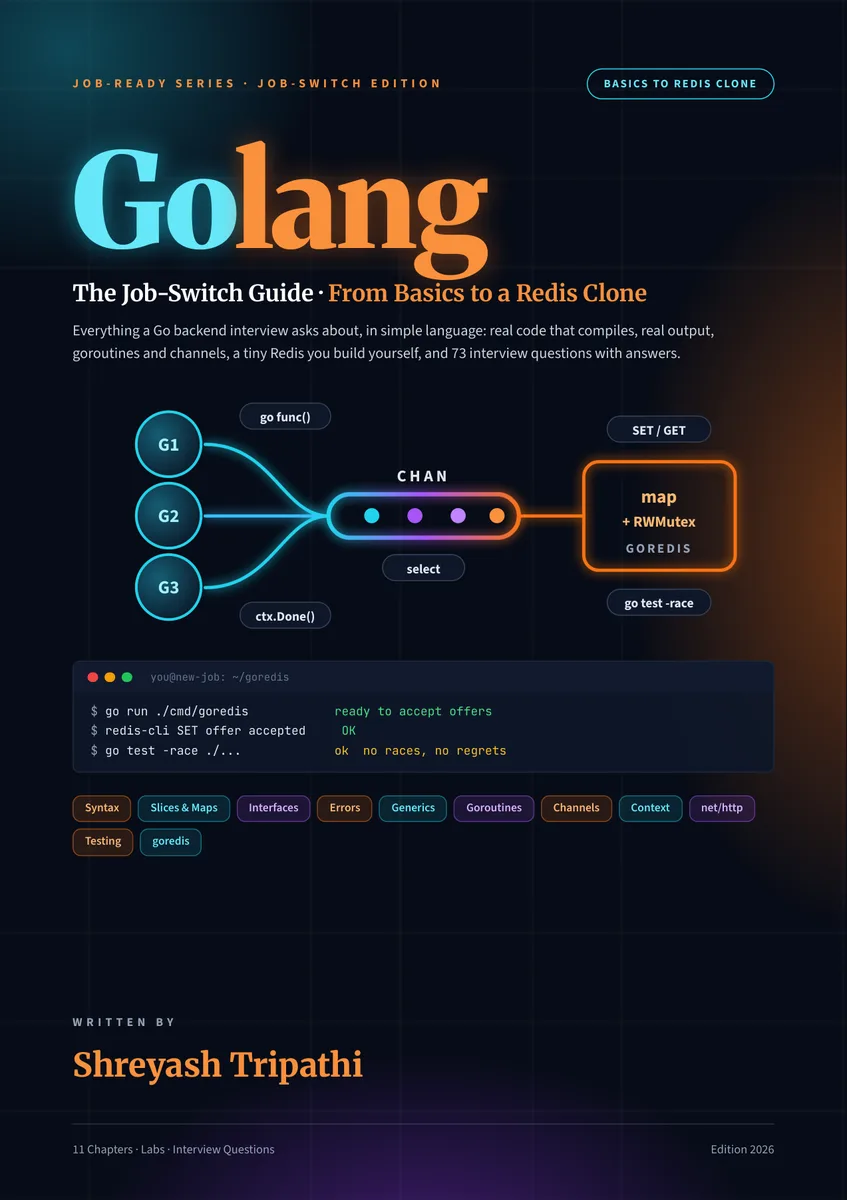 JOB-READY SERIES · JOB-SWITCH EDITION
BASICS TO REDIS CLONE
Golang
The Job-Switch Guide · From Basics to a Redis Clone
Everything a Go backend interview asks about, in simple language: real code that compiles, real output,
goroutines and channels, a tiny Redis you build yourself, and 73 interview questions with answers.
go func()
G1
G2
G3
ctx.Done()
CHAN
select
SET / GET
map
+ RWMutex
GOREDIS
go test -race
you@new-job: ~/goredis
$ go run ./cmd/goredis ready to accept offers
$ redis-cli SET offer accepted OK
$ go test -race ./... ok no races, no regrets
Syntax Slices & Maps Interfaces Errors Generics Goroutines Channels Context net/http
Testing goredis
WRITTEN BY
Shreyash Tripathi
11 Chapters · Labs · Interview Questions
Edition 2026